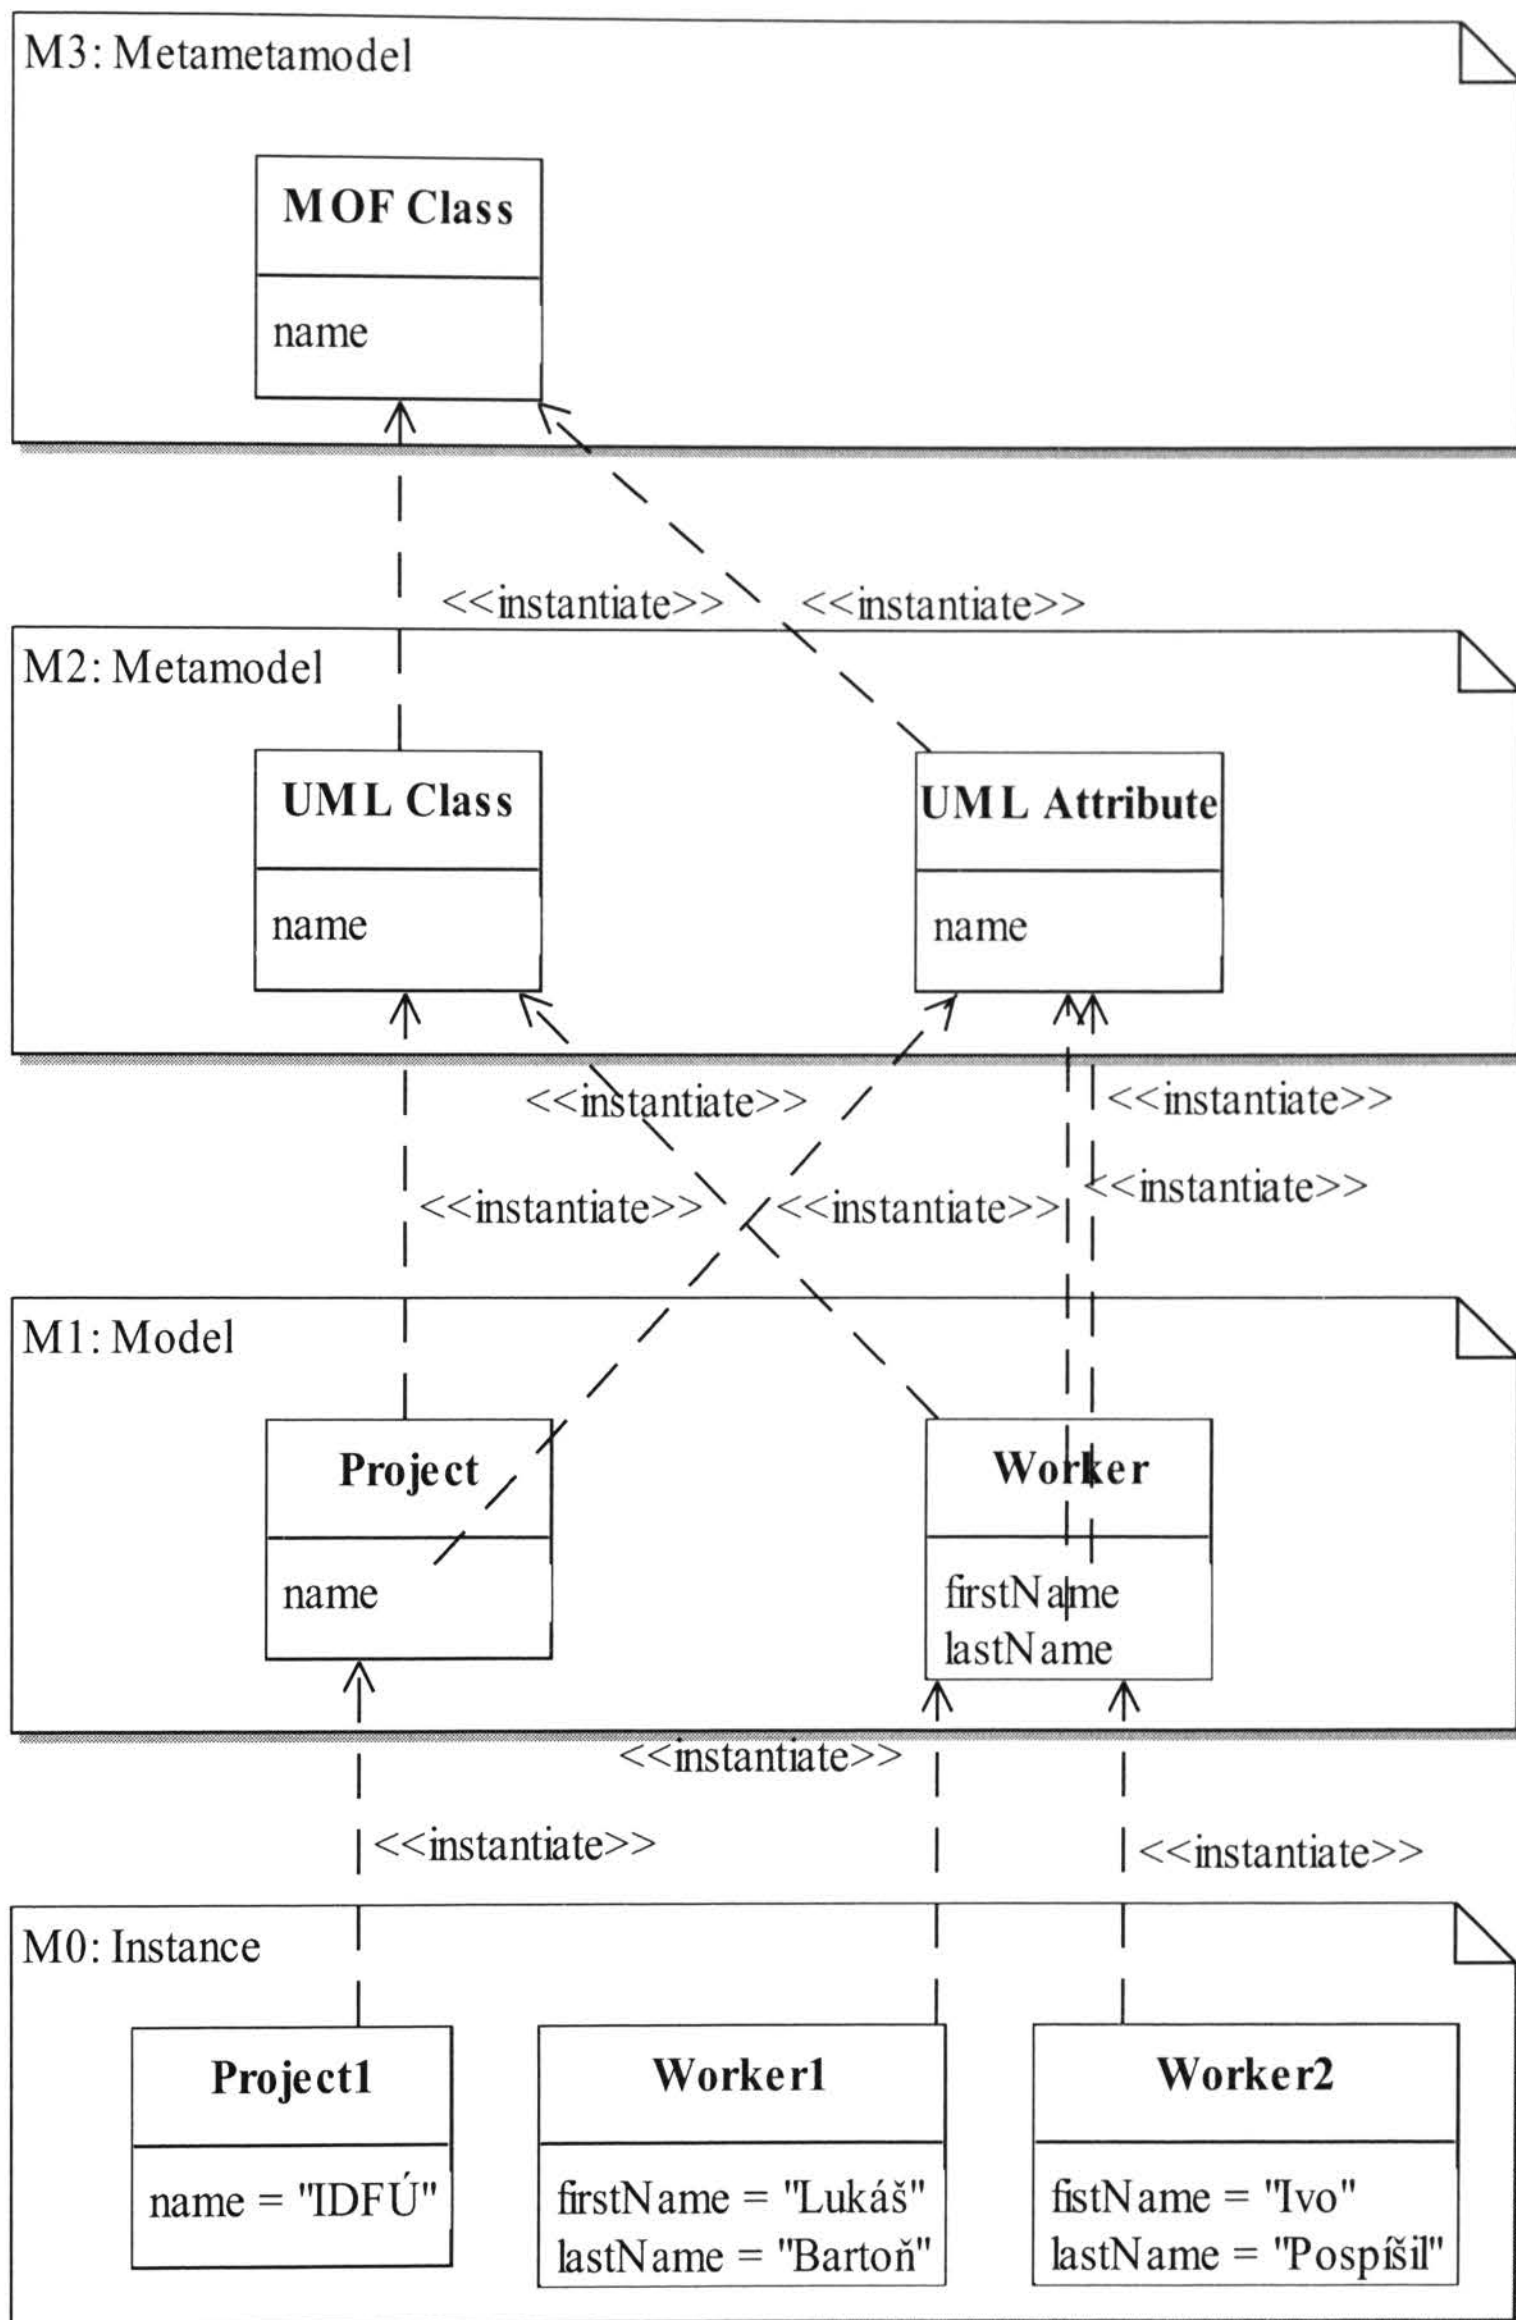 M3: Metametamodel
MOF Class
name
<<instantiate>> <<instantiate>>
M2: Metamodel
UML Class
name
UML Attribute
name
<<instantiate>>
<<instantiate>>
<<instantiate>>
<<instantiate>>
<<instantiate>>
M1: Model
Project
name
Worker
firstName
lastName
<<instantiate>>
<<instantiate>>
<<instantiate>>
M0: Instance
Project1
name = "IDFÚ"
Worker1
firstName = "Lukáš"
lastName = "Bartoň"
Worker2
fistName = "Ivo"
lastName = "Pospíšil"